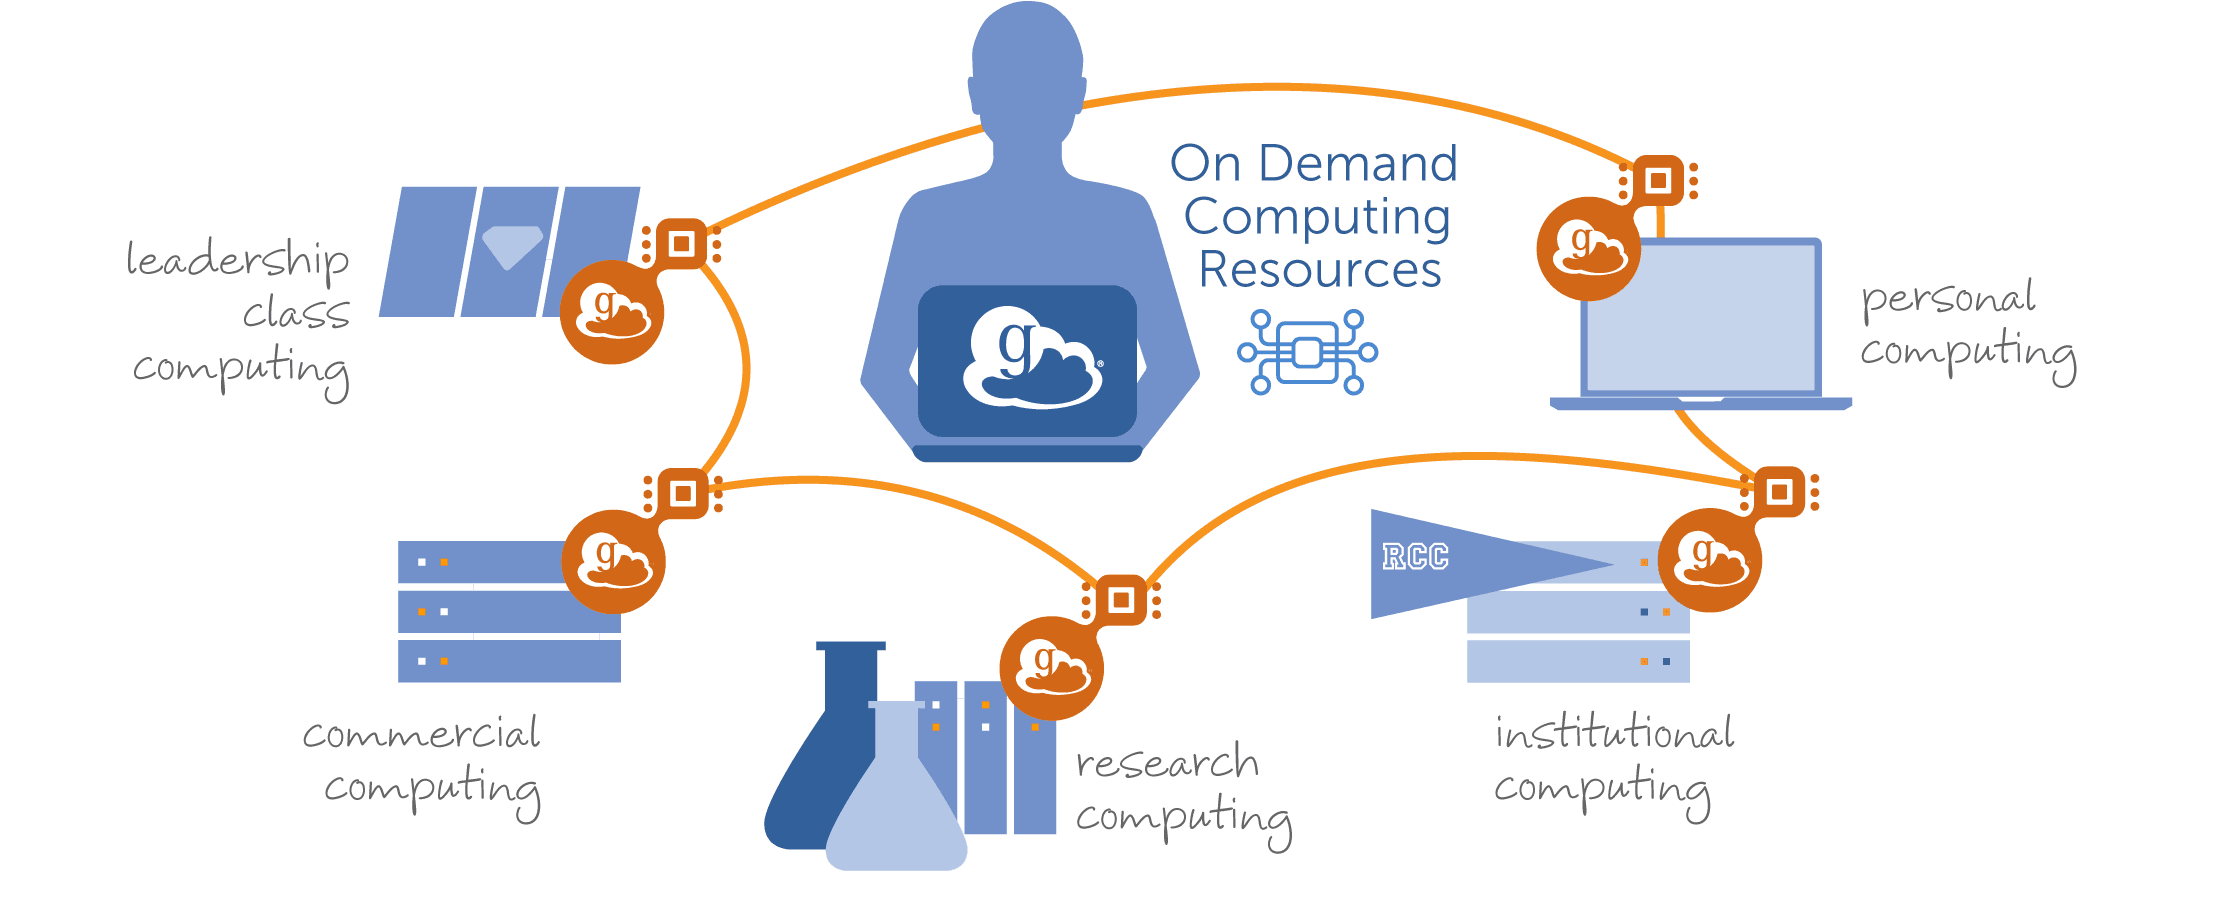 On Demand
Computing
Resources
leadership
class
computing
g
®
g
g
personal
computing
g
commercial
computing
g
research
computing
RCC
g
institutional
computing